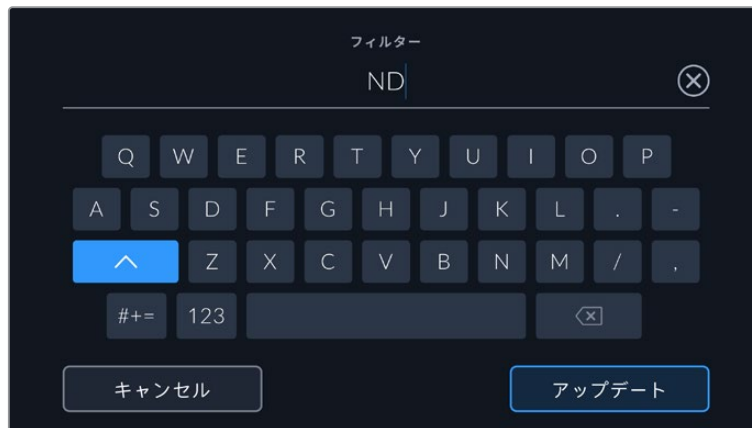 フィルター
ND
Q W E R T Y U I O P
A S D F G H J K L . -
Z X C V B N M / ,
#+= 123
キャンセル アップデート